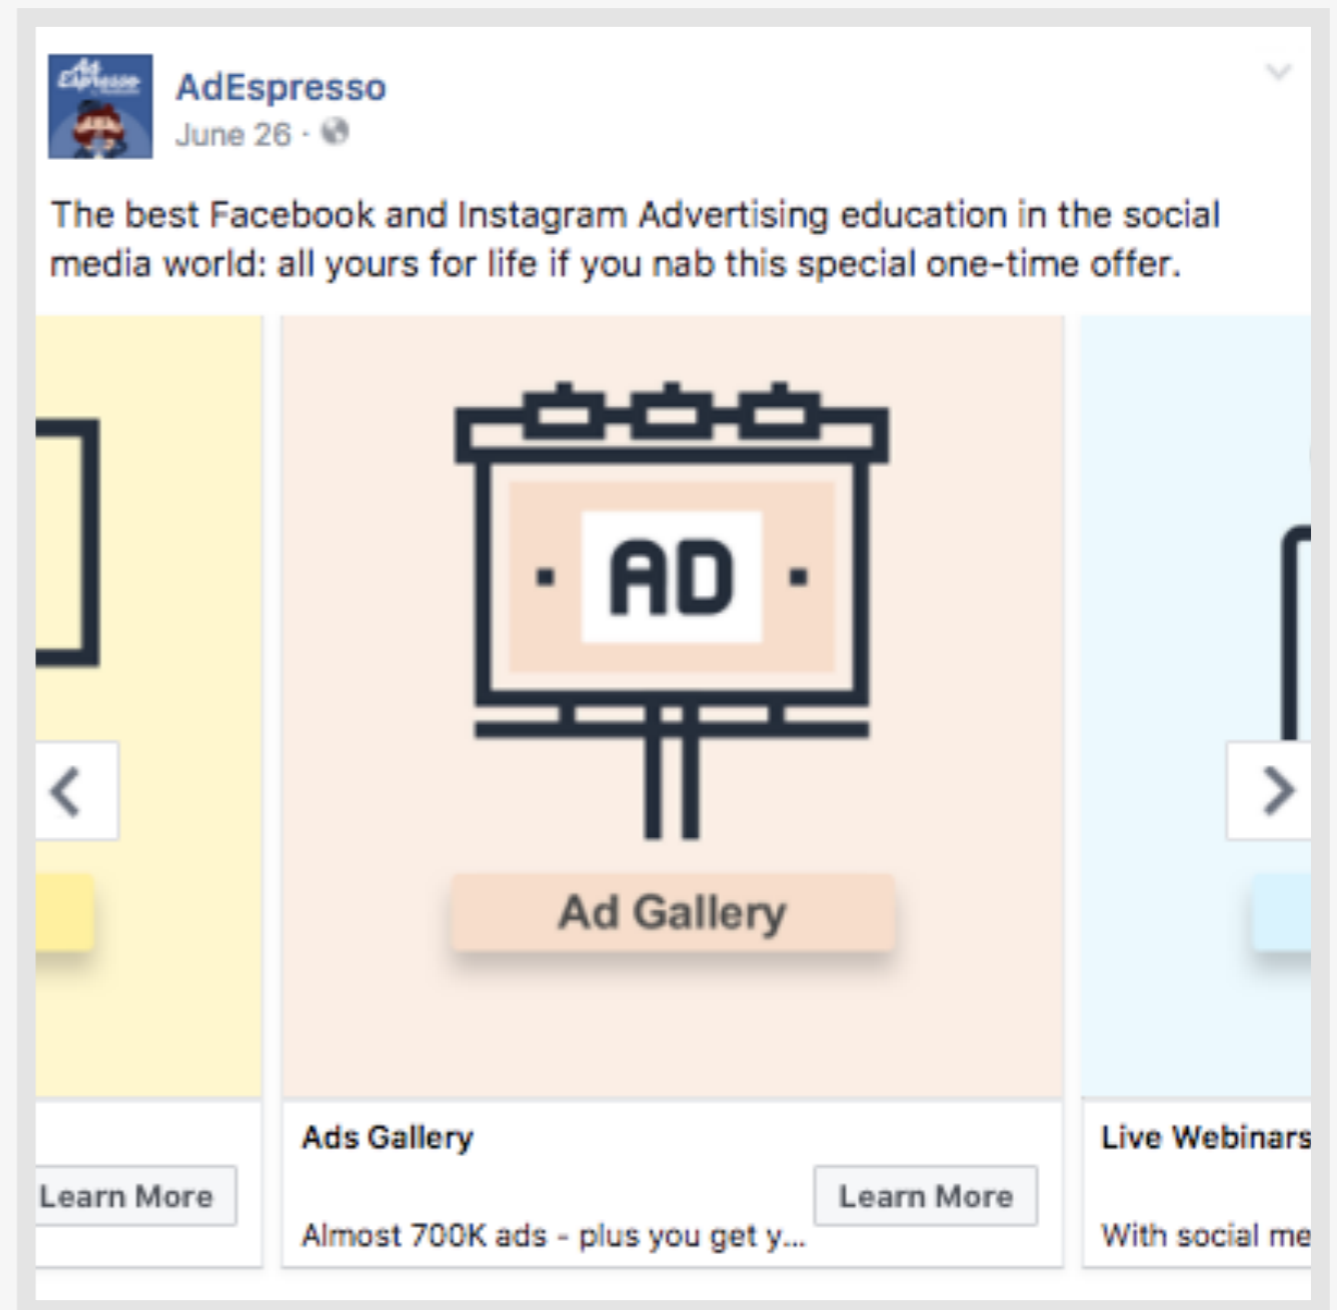 Ad
Espresso
AdEspresso
June 26 ·
The best Facebook and Instagram Advertising education in the social
media world: all yours for life if you nab this special one-time offer.
· AD ·
Ad Gallery
Learn More
Ads Gallery
Learn More
Almost 700K ads - plus you get y...
Live Webinars
With social me